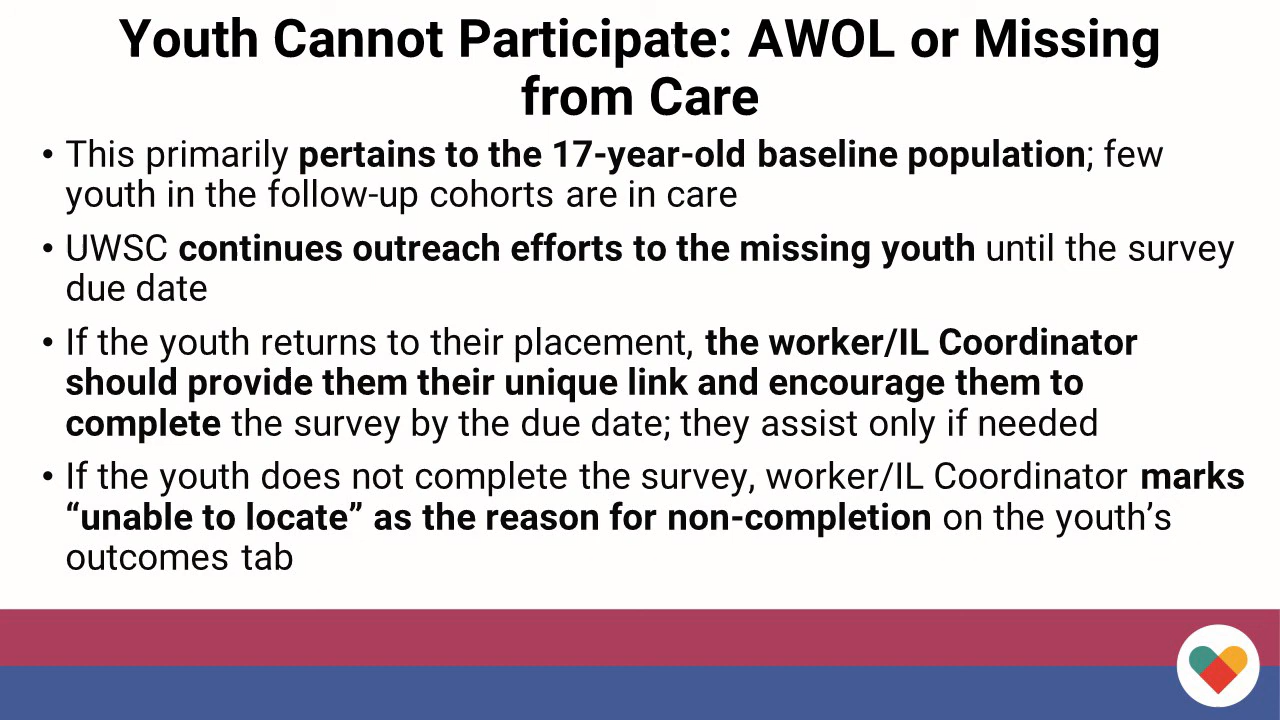 Youth Cannot Participate: AWOL or Missing
from Care
• This primarily pertains to the 17-year-old baseline population; few
youth in the follow-up cohorts are in care
• UWSC continues outreach efforts to the missing youth until the survey
due date
• If the youth returns to their placement, the worker/IL Coordinator
should provide them their unique link and encourage them to
complete the survey by the due date; they assist only if needed
• If the youth does not complete the survey, worker/IL Coordinator marks
“unable to locate” as the reason for non-completion on the youth’s
outcomes tab